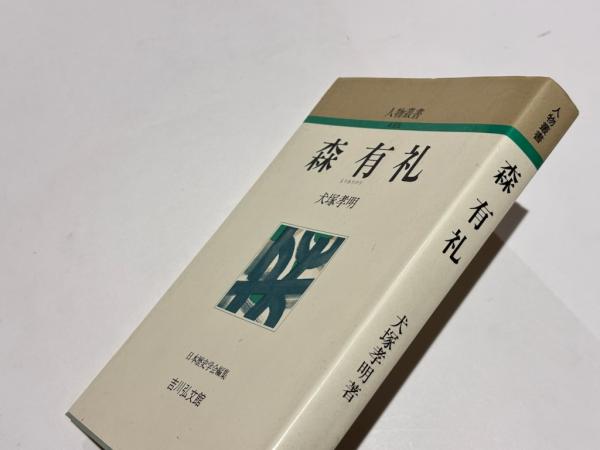 人物叢書
森有礼
犬塚孝明
日本歴史学会編集
吉川弘文館
人物叢書
森有礼
犬塚孝明著